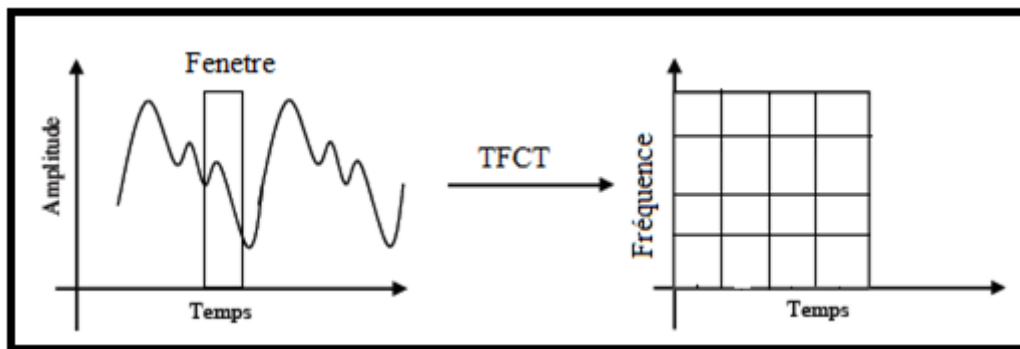 Fenetre
Amplitude
Temps
TFCT
Fréquence
Temps